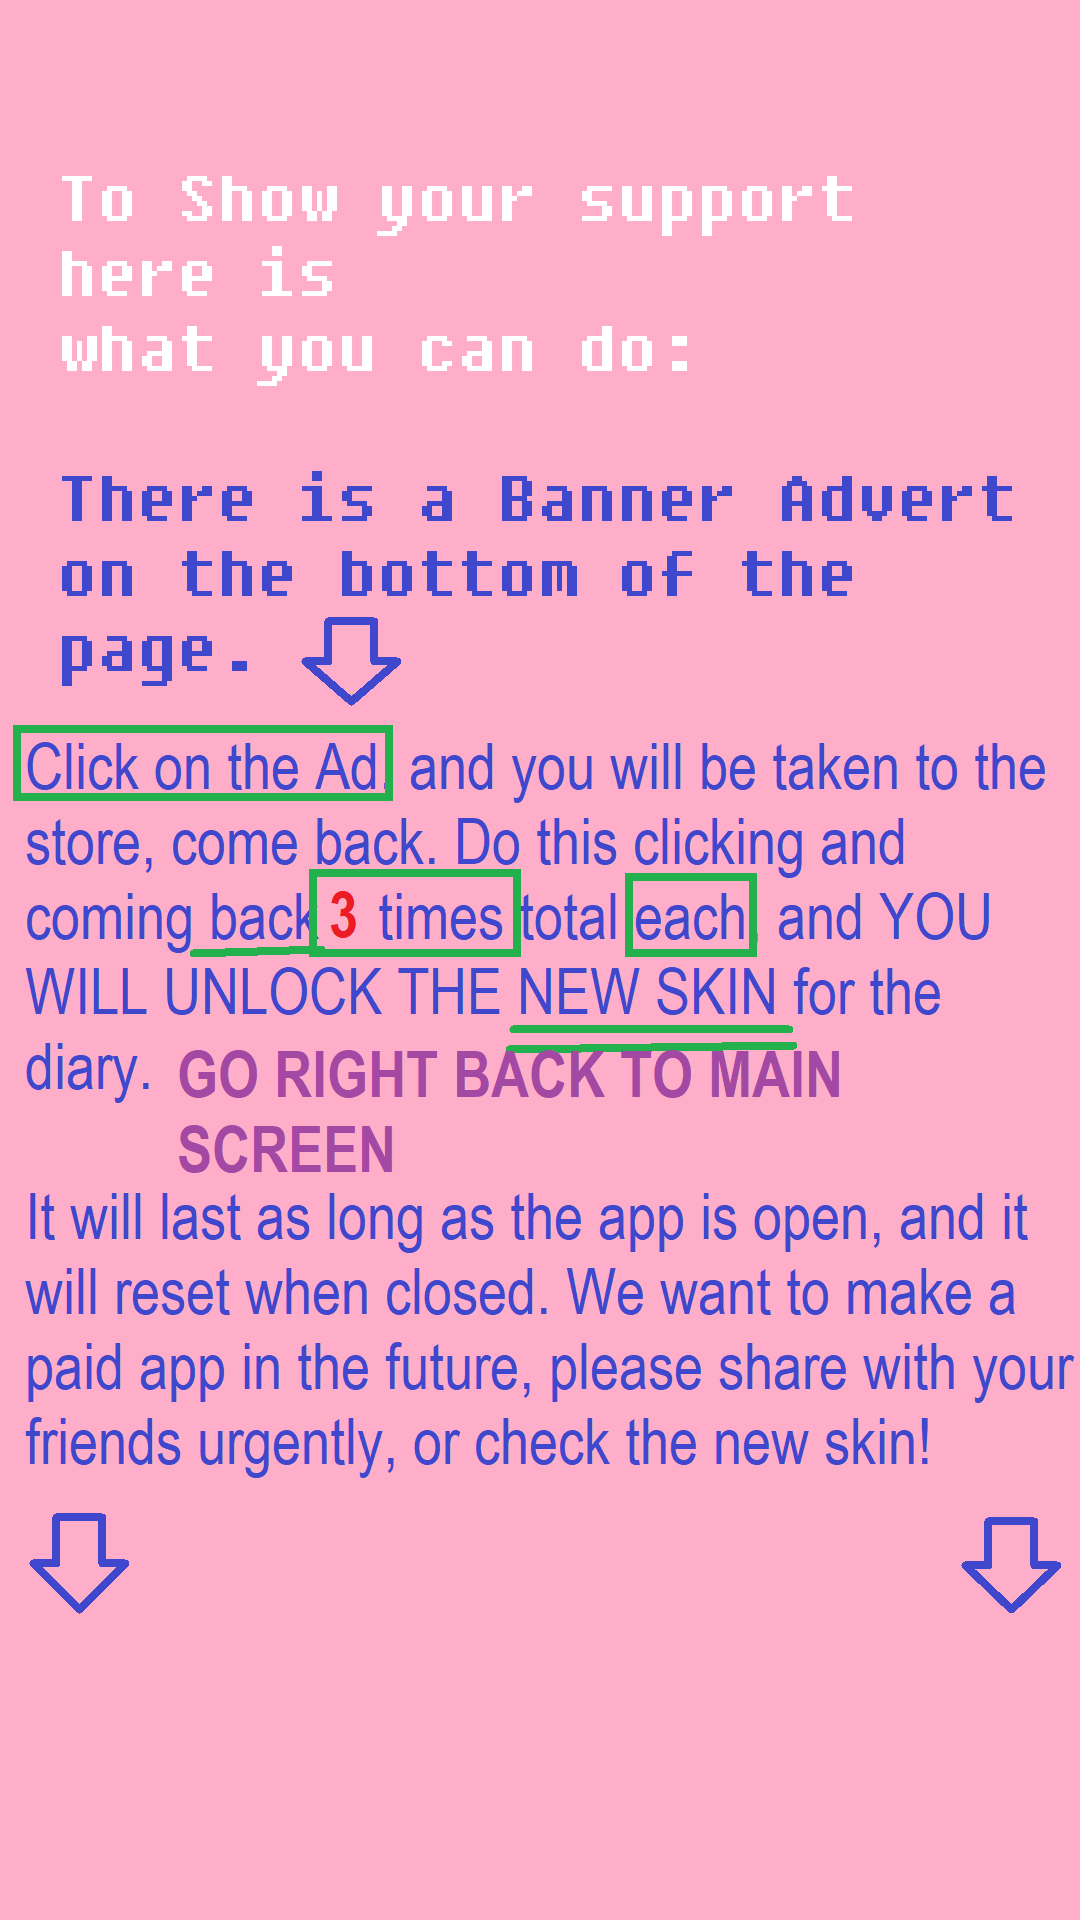 To Show your support
here is
what you can do:
There is a Banner Advert
on the bottom of the
page.
Click on the Ad, and you will be taken to the
store, come back. Do this clicking and
coming back 3 times total each, and YOU
WILL UNLOCK THE NEW SKIN for the
diary. GO RIGHT BACK TO MAIN
SCREEN
It will last as long as the app is open, and it
will reset when closed. We want to make a
paid app in the future, please share with your
friends urgently, or check the new skin!